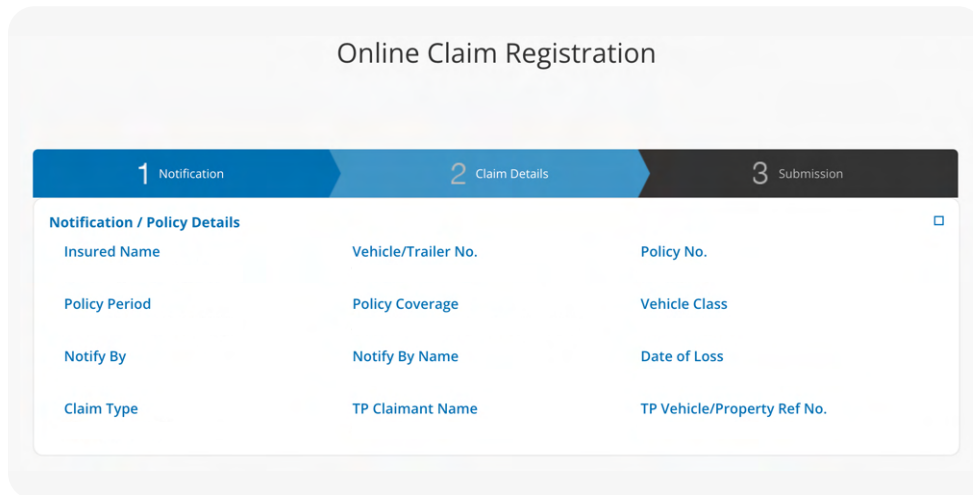 Online Claim Registration
1 Notification 2 Claim Details 3 Submission
Notification / Policy Details
Insured Name Vehicle/Trailer No. Policy No.
Policy Period Policy Coverage Vehicle Class
Notify By Notify By Name Date of Loss
Claim Type TP Claimant Name TP Vehicle/Property Ref No.